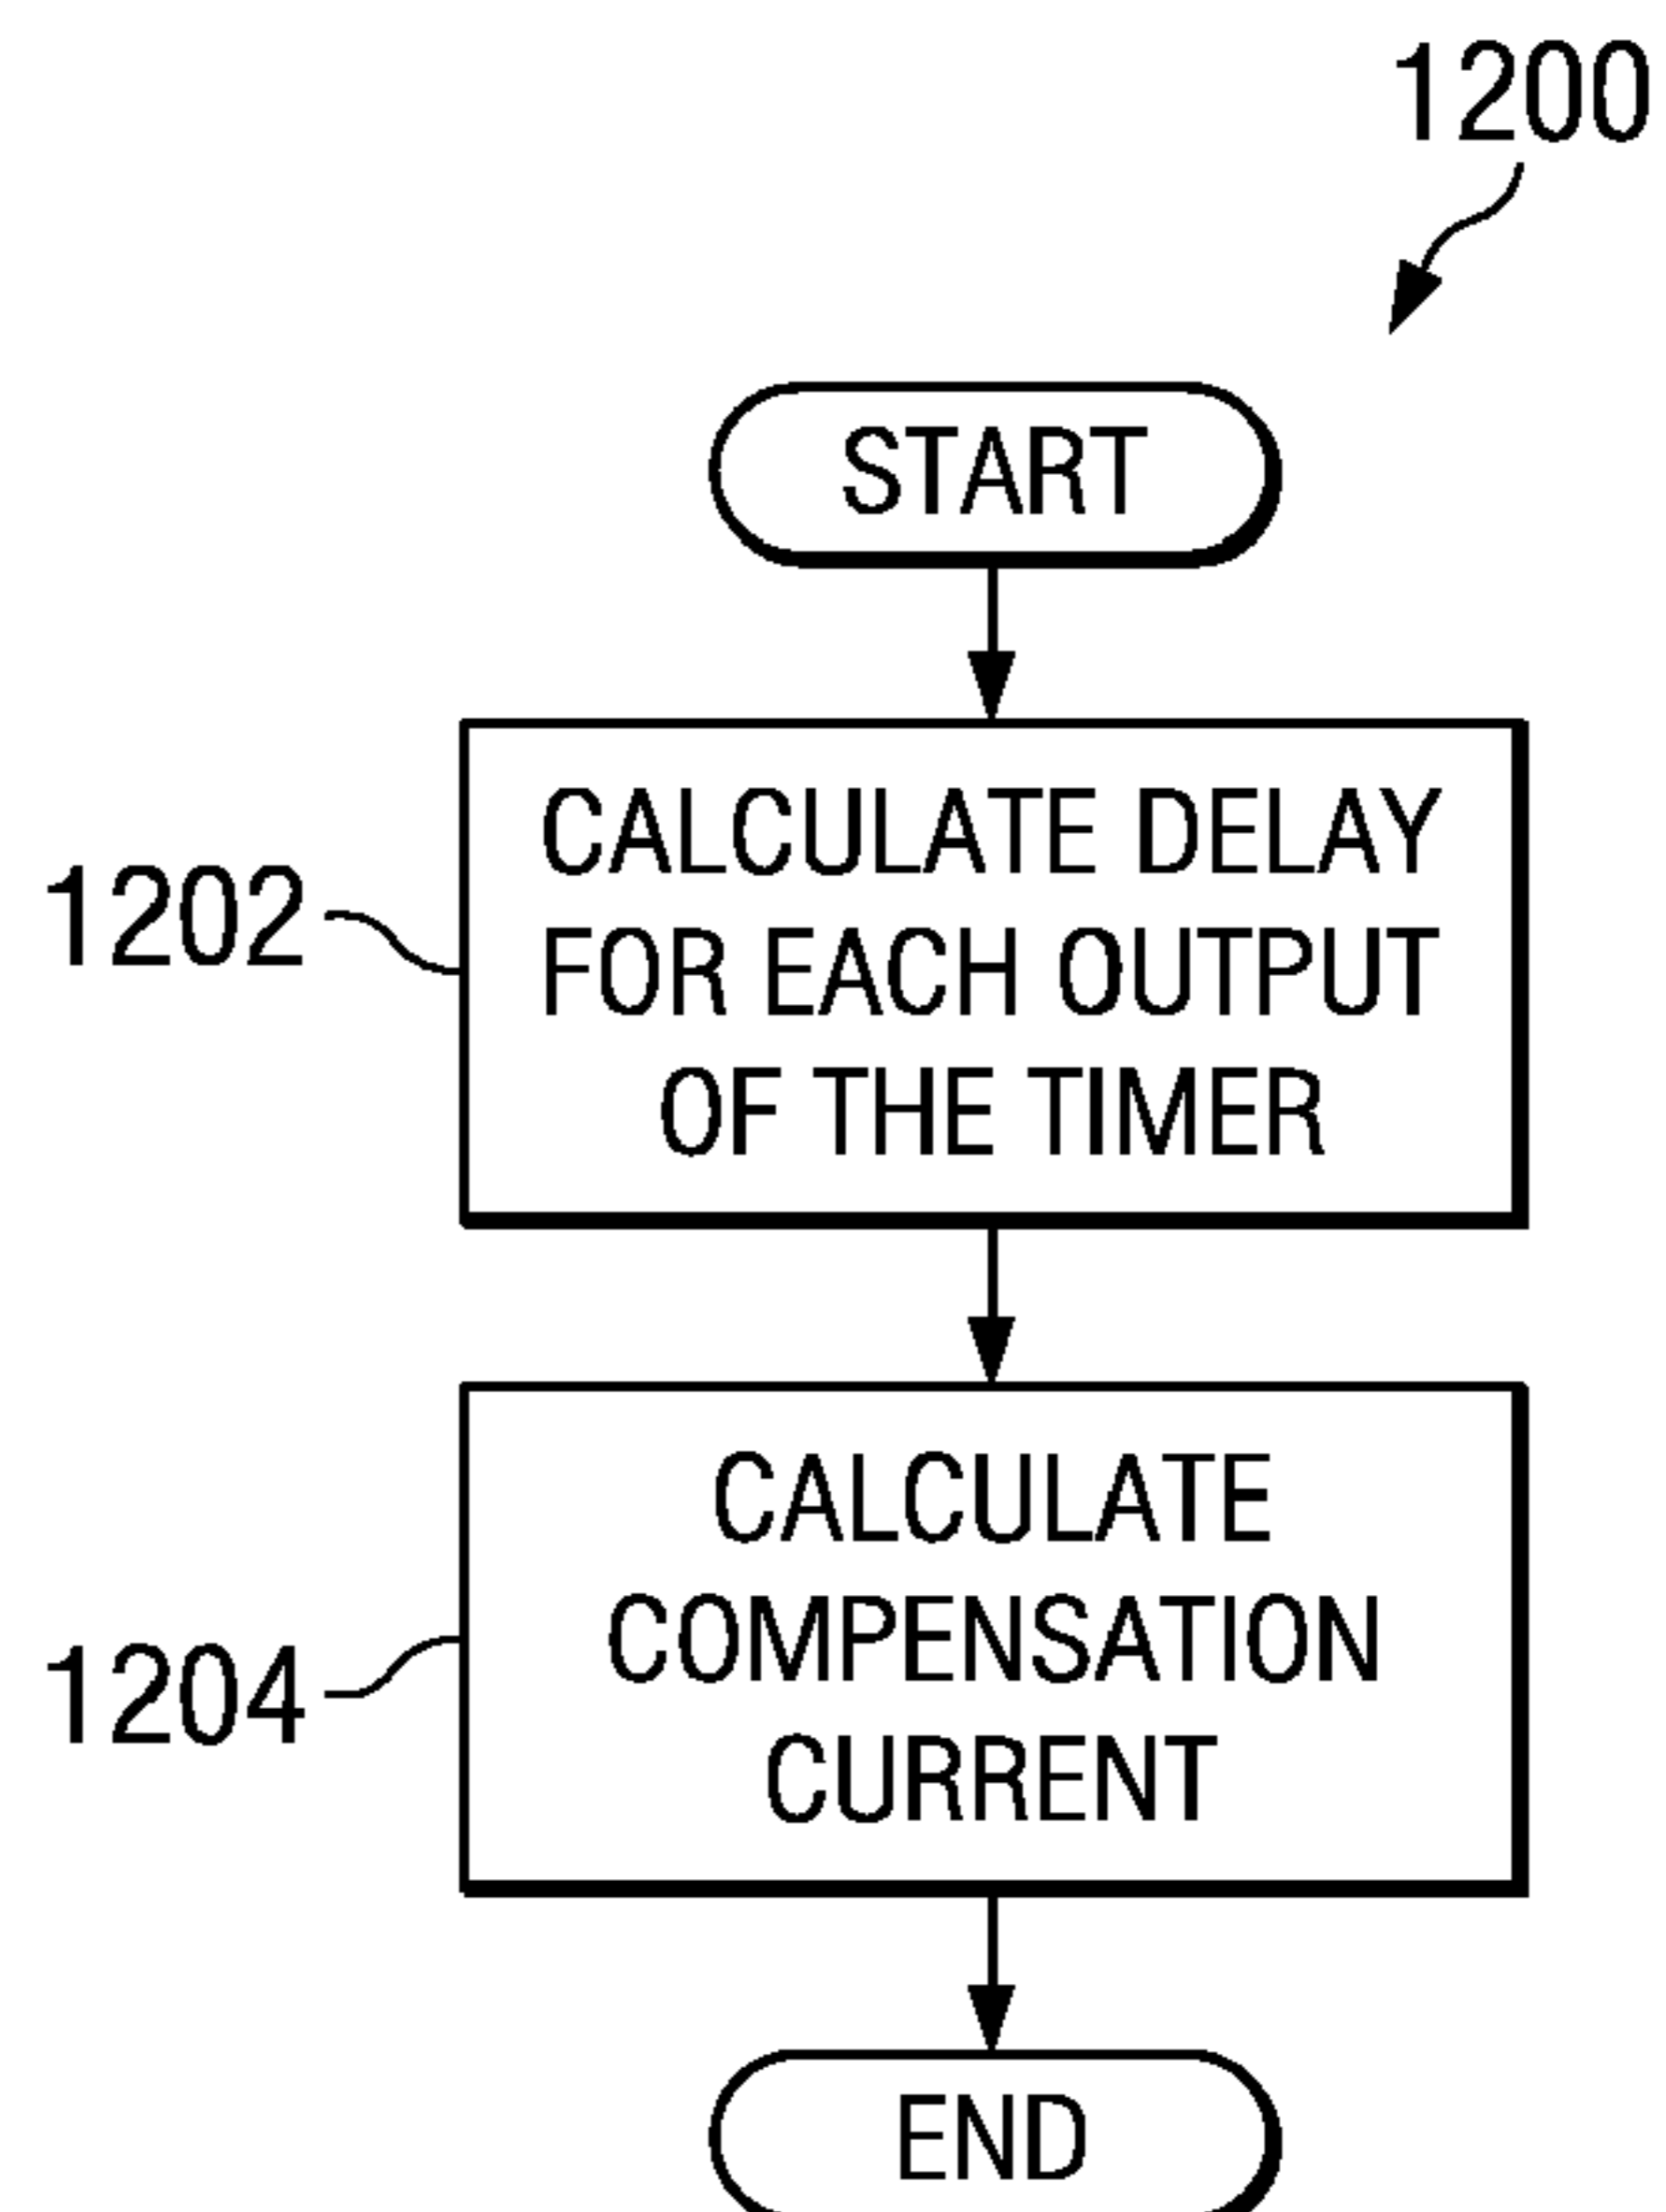 1200
START
1202
CALCULATE DELAY
FOR EACH OUTPUT
OF THE TIMER
1204
CALCULATE
COMPENSATION
CURRENT
END